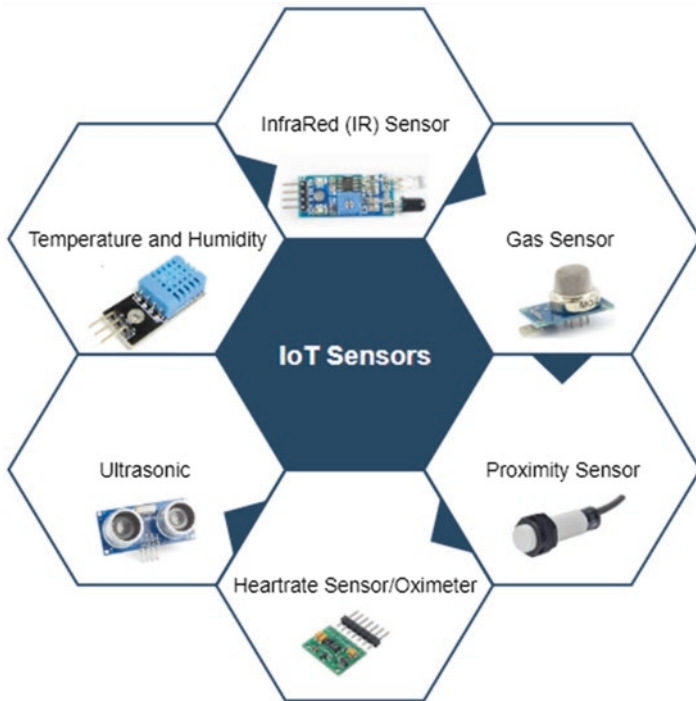 InfraRed (IR) Sensor
Temperature and Humidity
Gas Sensor
IoT Sensors
Ultrasonic
Proximity Sensor
Heartrate Sensor/Oximeter